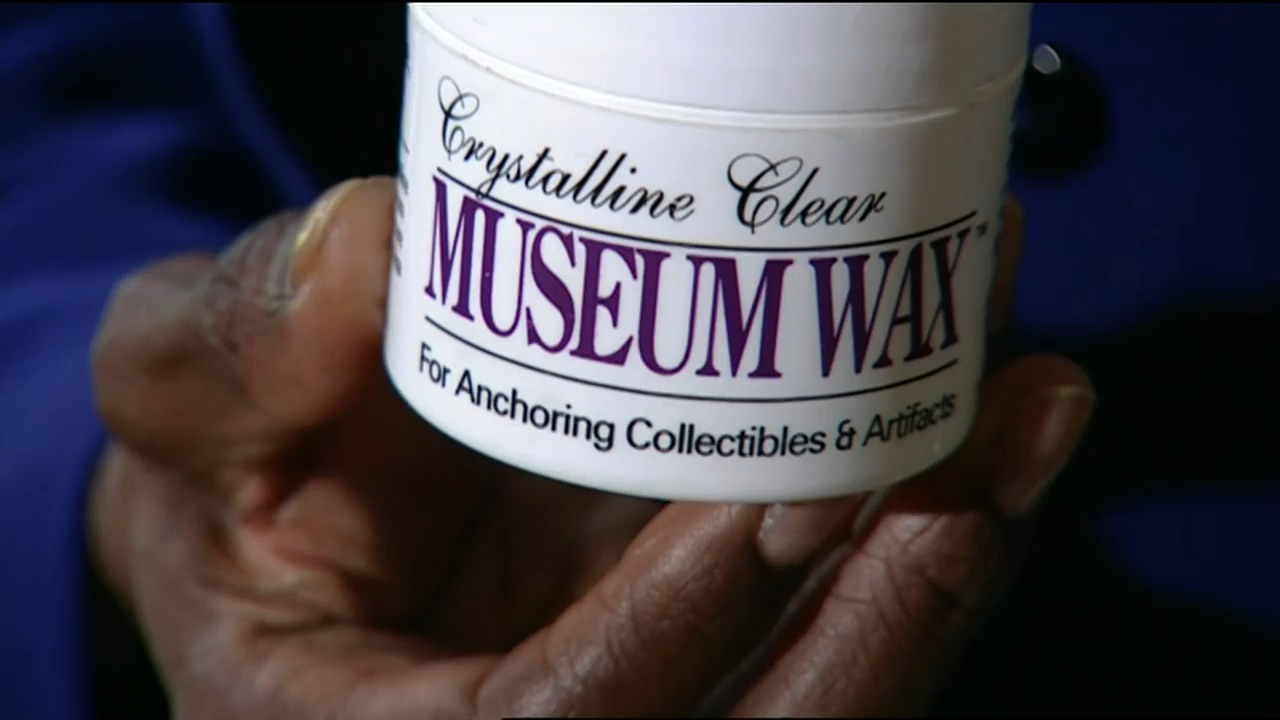 Crystalline Clear
MUSEUM WAX™
For Anchoring Collectibles & Artifacts